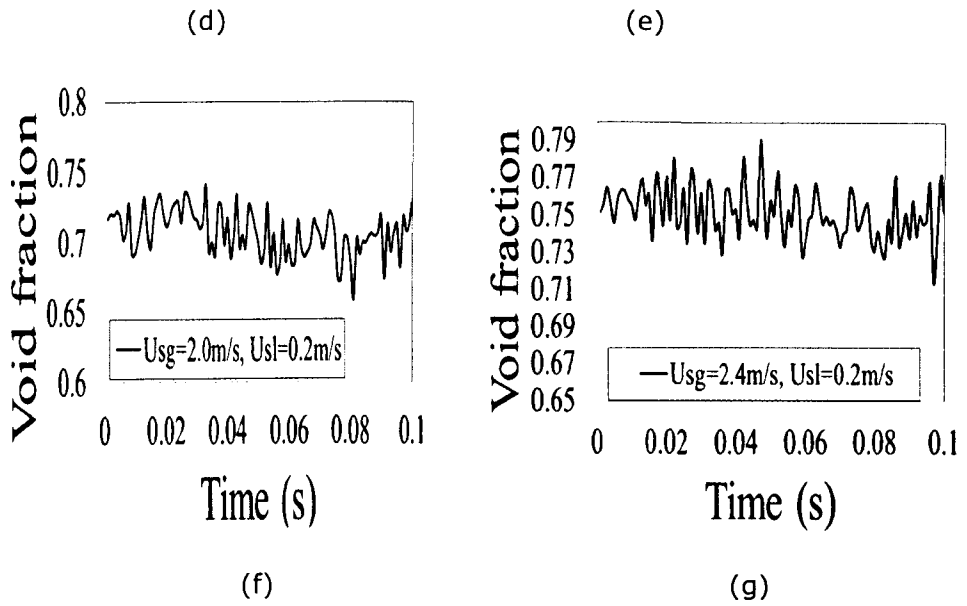 (d)
(e)
Void fraction
0.8
0.75
0.7
0.65
0.6
Usg=2.0m/s, Usl=0.2m/s
0 0.02 0.04 0.06 0.08 0.1
Time (s)
Void fraction
0.79
0.77
0.75
0.73
0.71
0.69
0.67
0.65
Usg=2.4m/s, Usl=0.2m/s
0 0.02 0.04 0.06 0.08 0.1
Time (s)
(f)
(g)